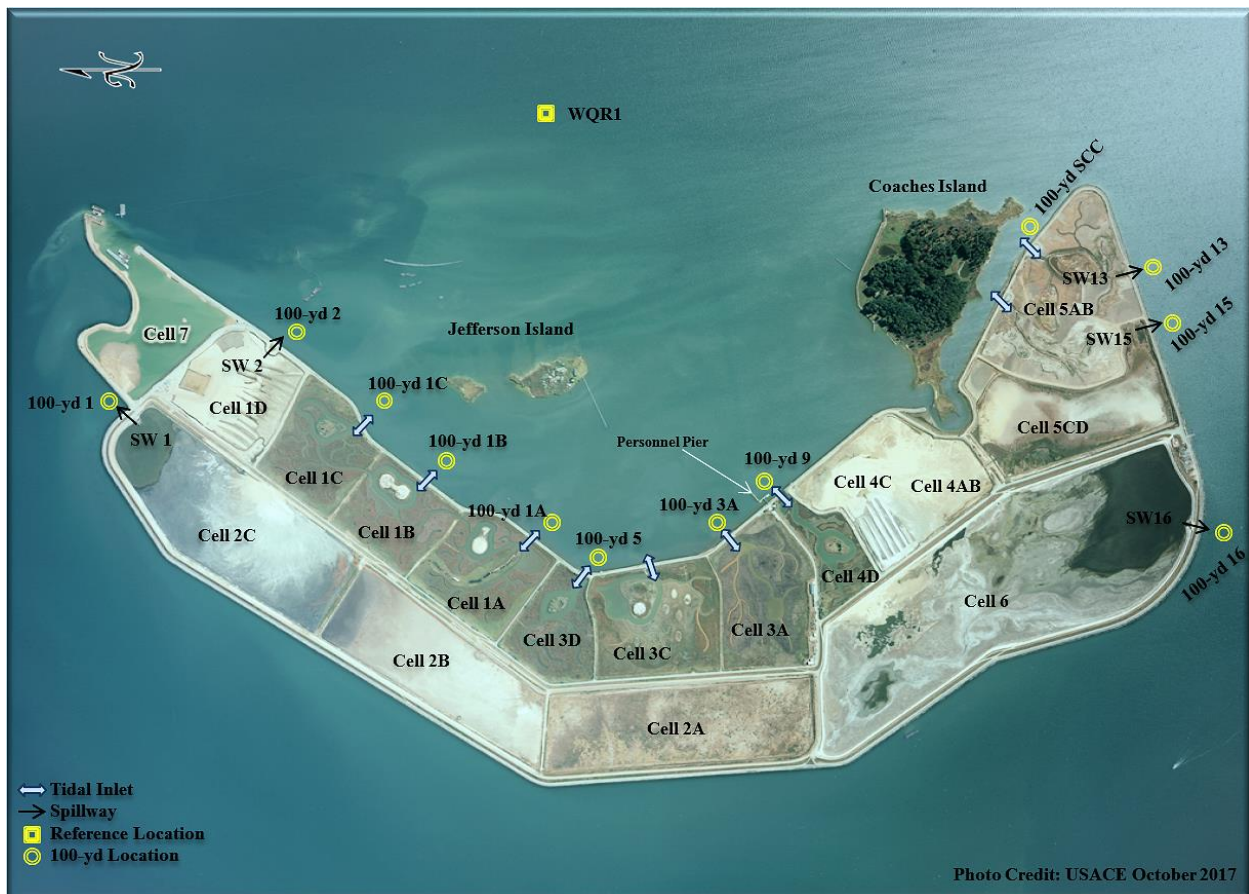 WQR1
Coaches Island
100-yd SCC
SW13
100-yd 13
Cell 5AB
SW15
100-yd 15
Cell 7
100-yd 2
SW 2
Jefferson Island
100-yd 1
SW 1
Cell 1D
100-yd 1C
Cell 5CD
100-yd 1B
Personnel Pier
100-yd 9
Cell 4C
Cell 4AB
Cell 1C
Cell 1B
100-yd 1A
100-yd 5
100-yd 3A
SW16
100-yd 16
Cell 2C
Cell 1A
Cell 4D
Cell 6
Cell 3D
Cell 3C
Cell 3A
Cell 2B
Cell 2A
Tidal Inlet
Spillway
Reference Location
100-yd Location
Photo Credit: USACE October 2017